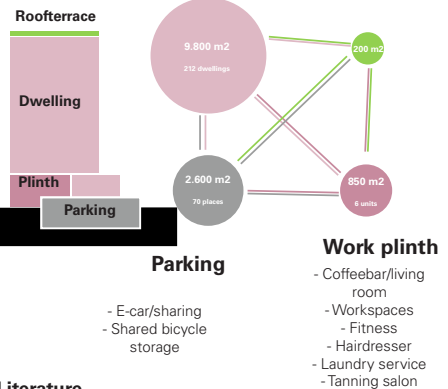 Roofterrace
Dwelling
Plinth
Parking
9.800 m2
212 dwellings
200 m2
2.600 m2
70 places
850 m2
6 units
Parking
- E-car/sharing
- Shared bicycle
storage
Work plinth
- Coffeebar/living
room
- Workspaces
- Fitness
- Hairdresser
- Laundry service
- Tanning salon
Literature